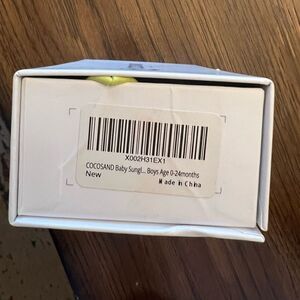 X002H31EX1
COCOSAND Baby Sungl... Boys Age 0-24months
New
Made in China